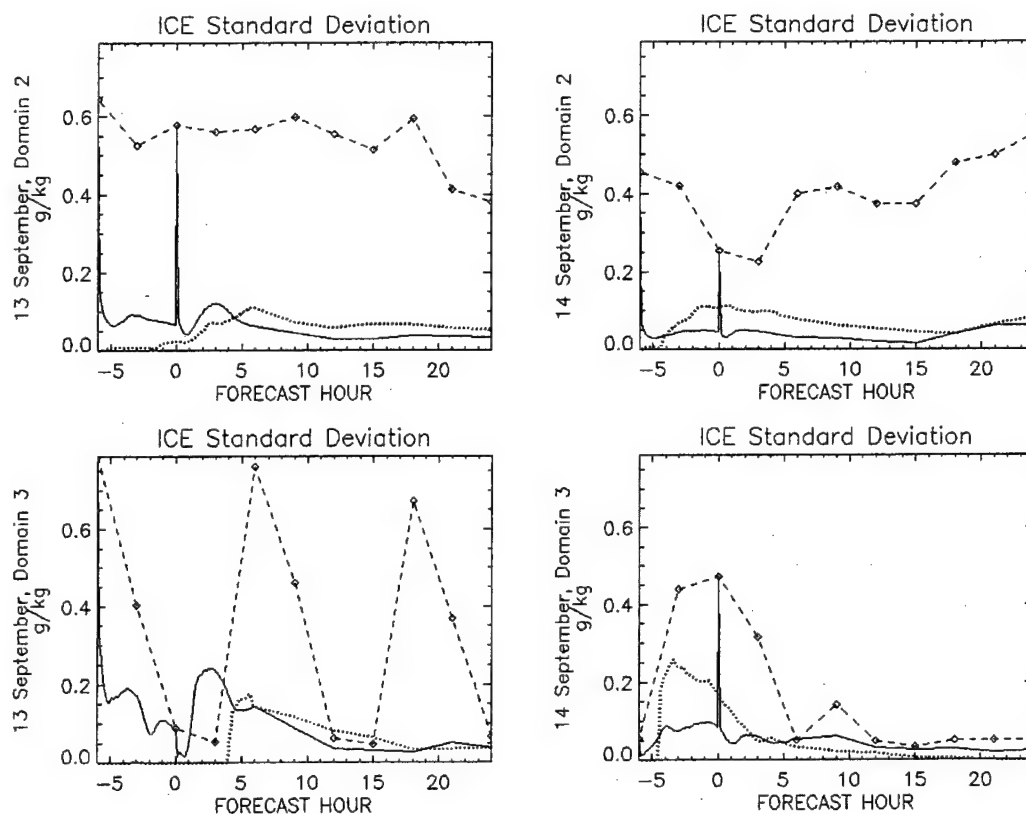 ICE Standard Deviation
13 September, Domain 2
g/kg
0.6
0.4
0.2
0.0
−5 0 5 10 15 20
FORECAST HOUR
ICE Standard Deviation
14 September, Domain 2
g/kg
0.6
0.4
0.2
0.0
−5 0 5 10 15 20
FORECAST HOUR
ICE Standard Deviation
13 September, Domain 3
g/kg
0.6
0.4
0.2
0.0
−5 0 5 10 15 20
FORECAST HOUR
ICE Standard Deviation
14 September, Domain 3
g/kg
0.6
0.4
0.2
0.0
−5 0 5 10 15 20
FORECAST HOUR